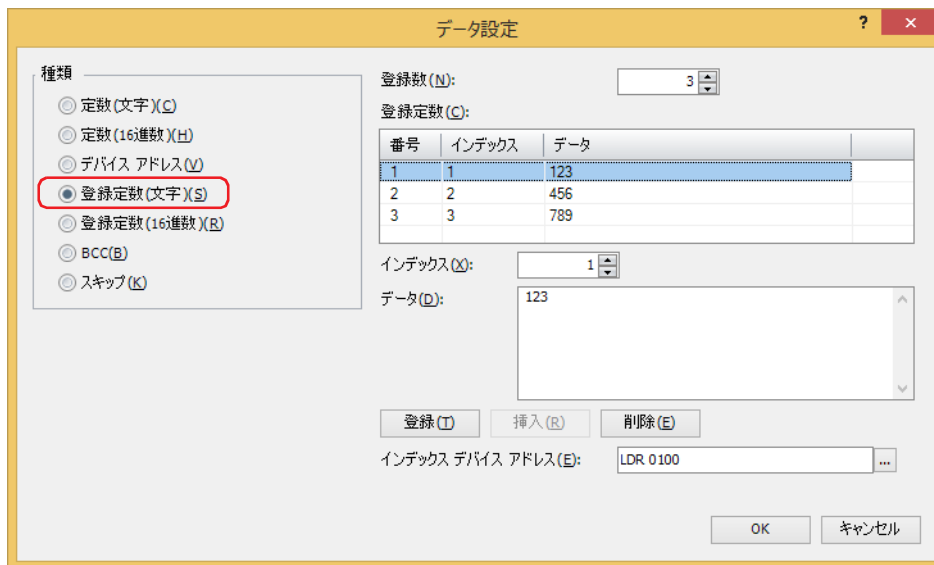 データ設定
?
×
種類
定数(文字)(C)
定数(16進数)(H)
デバイス アドレス(V)
登録定数(文字)(S)
登録定数(16進数)(R)
BCC(B)
スキップ(K)
登録数(N): 3
登録定数(C):
番号 インデックス データ
1 1 123
2 2 456
3 3 789
インデックス(X): 1
データ(D): 123
登録(T) 挿入(R) 削除(E)
インデックス デバイス アドレス(E): LDR 0100 ...
OK キャンセル